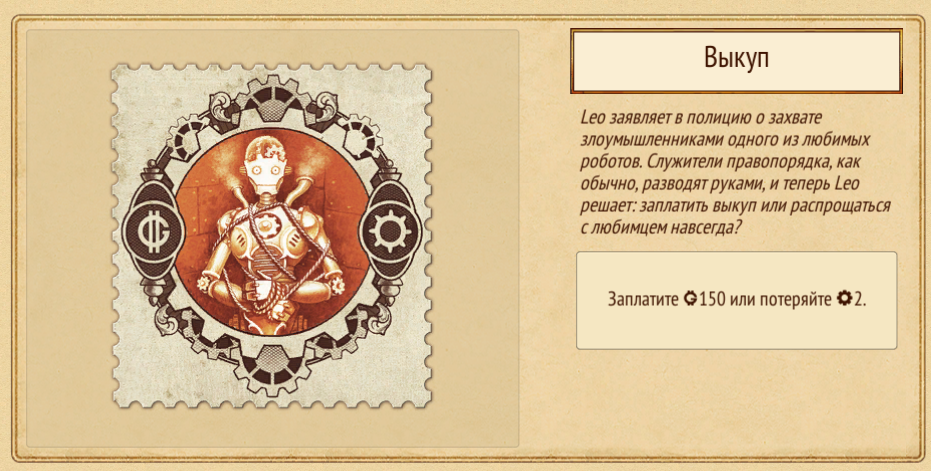 Выкуп
Leo заявляет в полицию о захвате
злоумышленниками одного из любимых
роботов. Служители правопорядка, как
обычно, разводят руками, и теперь Leo
решает: заплатить выкуп или распрощаться
с любимцем навсегда?
Заплатите 150 или потеряйте 2.